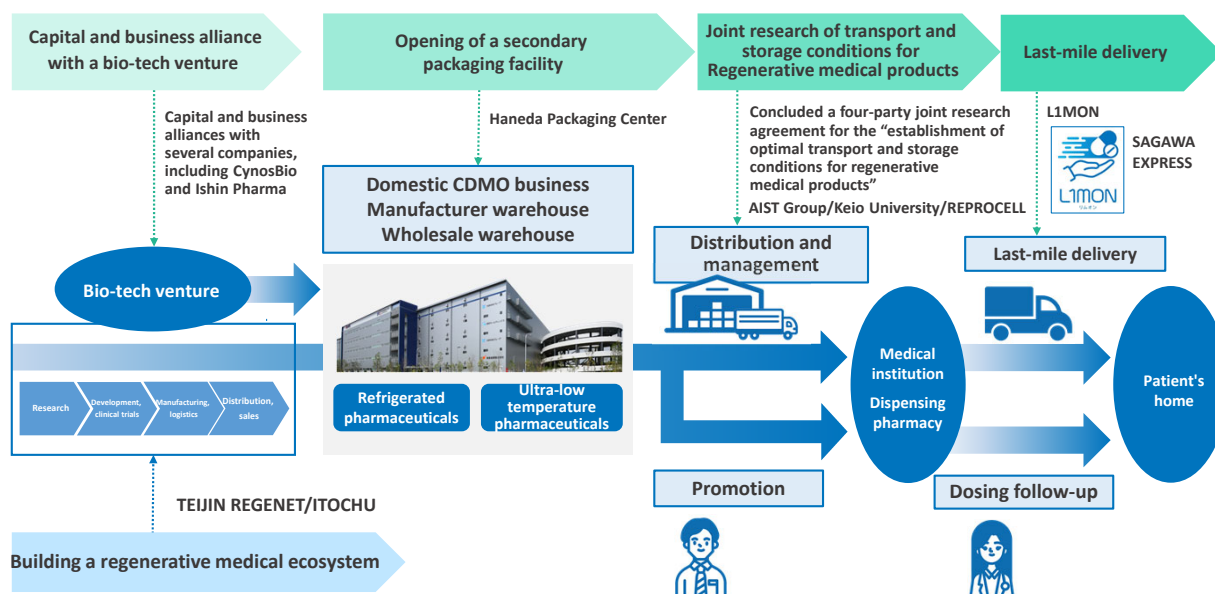 Capital and business alliance
with a bio-tech venture
Opening of a secondary
packaging facility
Joint research of transport and
storage conditions for
Regenerative medical products
Last-mile delivery
Capital and business
alliances with
several companies,
including CynosBio
and Ishin Pharma
Haneda Packaging Center
Concluded a four-party joint research
agreement for the “establishment of
optimal transport and storage
conditions for regenerative
medical products”
AIST Group/Keio University/REPROCELL
L1MON
L1MON
リムオン
SAGAWA
EXPRESS
Domestic CDMO business
Manufacturer warehouse
Wholesale warehouse
Distribution and
management
Last-mile delivery
Bio-tech venture
Research
Development,
clinical trials
Manufacturing,
logistics
Distribution,
sales
Refrigerated
pharmaceuticals
Ultra-low
temperature
pharmaceuticals
Medical
institution
Dispensing
pharmacy
Patient's
home
Promotion
Dosing follow-up
TEIJIN REGENET/ITOCHU
Building a regenerative medical ecosystem